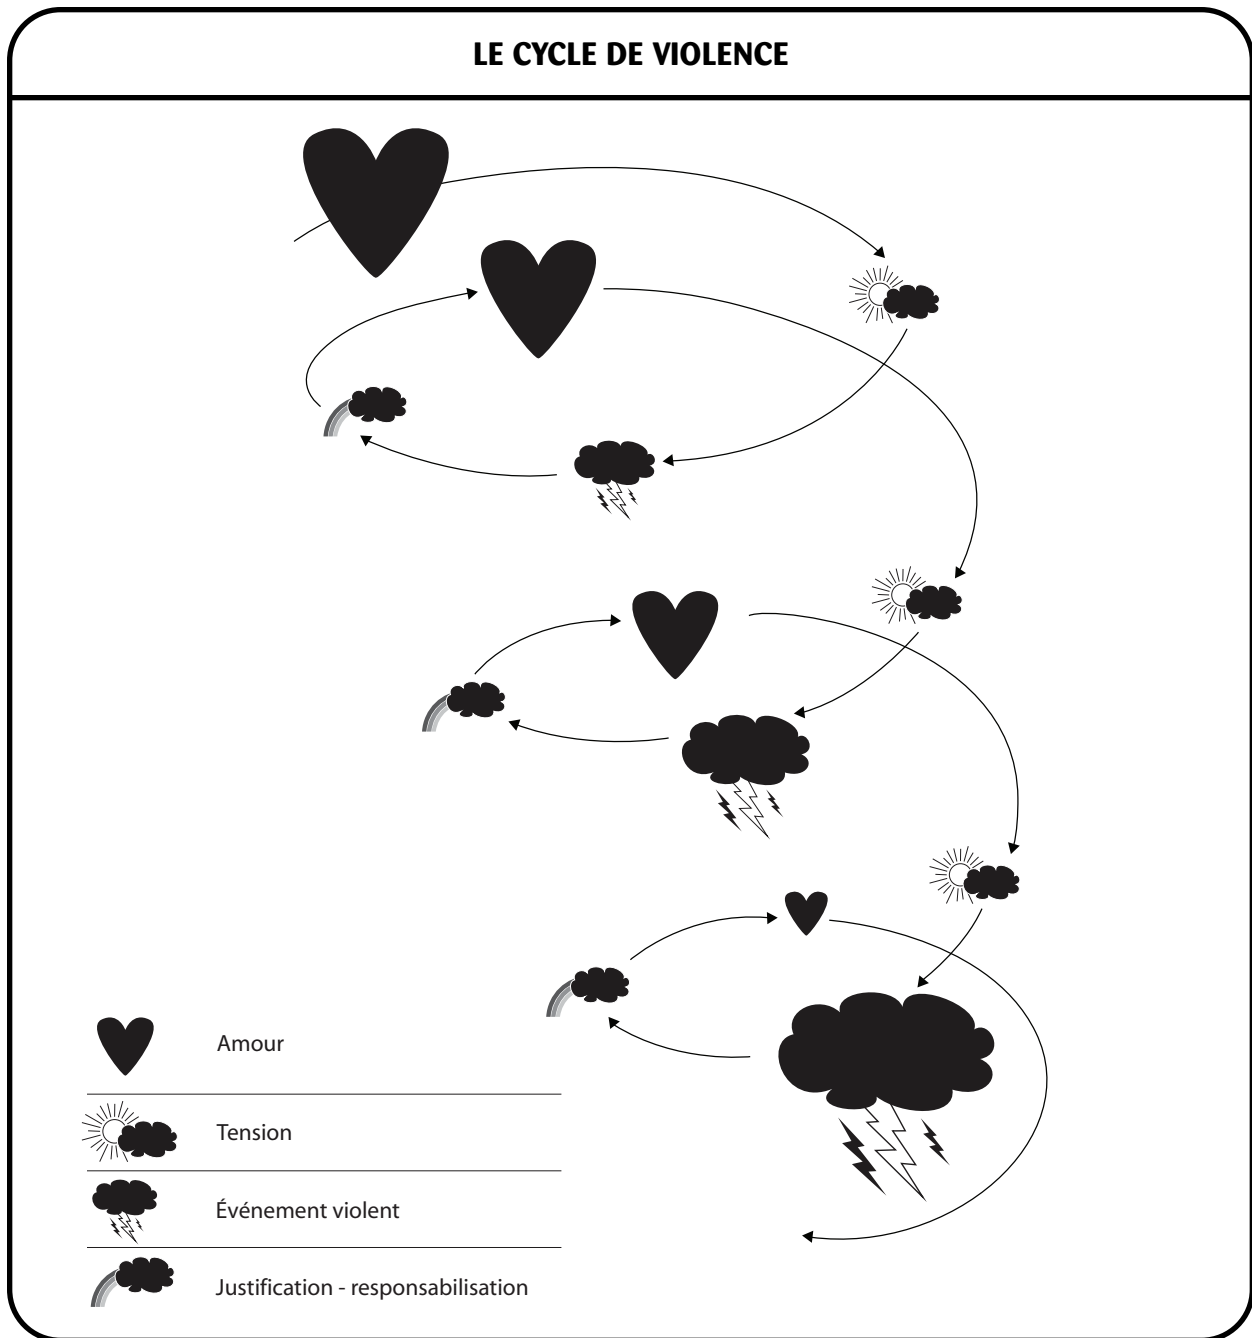 LE CYCLE DE VIOLENCE
Amour
Tension
Événement violent
Justification - responsabilisation